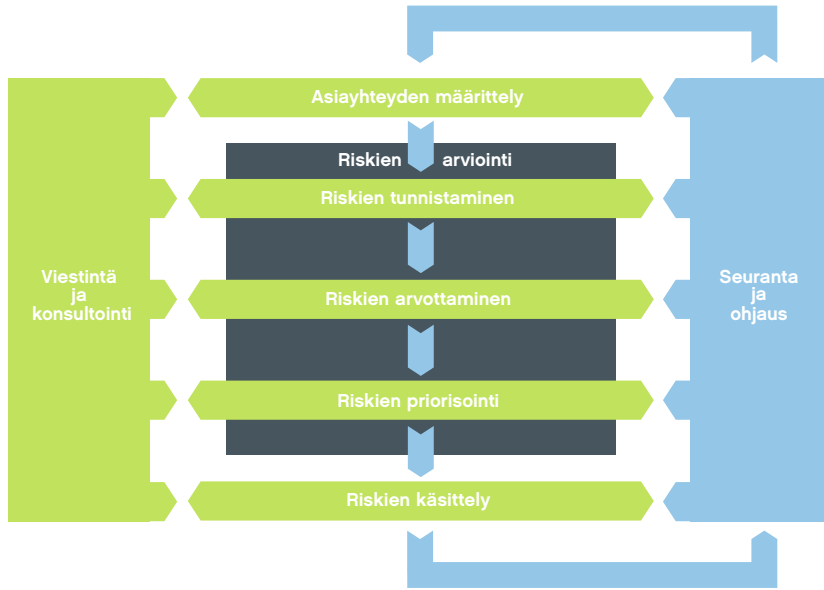 Asiayhteyden määrittely
Riskien arviointi
Riskien tunnistaminen
Viestintä
ja
konsultointi
Riskien arvottaminen
Seuranta
ja
ohjaus
Riskien priorisointi
Riskien käsittely